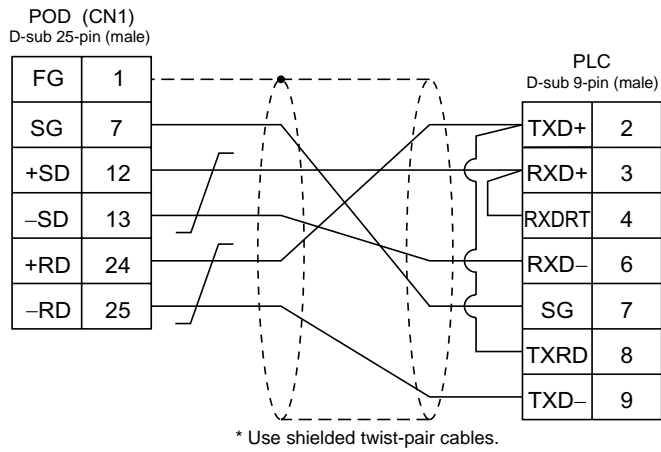 POD (CN1)
D-sub 25-pin (male)
FG 1
SG 7
+SD 12
−SD 13
+RD 24
−RD 25
PLC
D-sub 9-pin (male)
TXD+ 2
RXD+ 3
RXDRT 4
RXD− 6
SG 7
TXRD 8
TXD− 9
* Use shielded twist-pair cables.